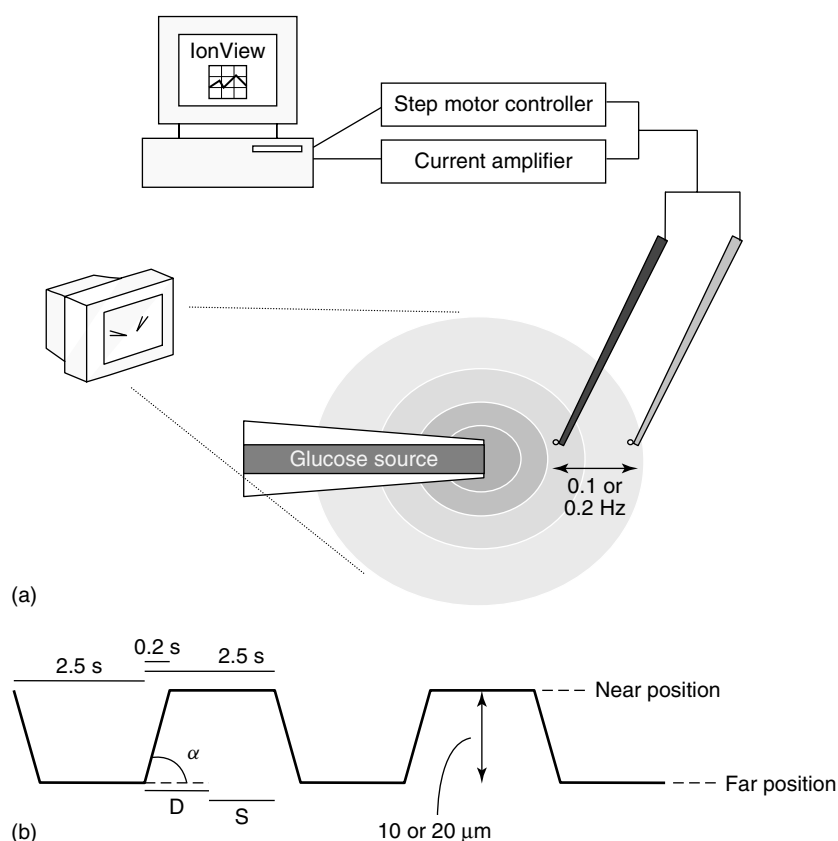 IonView
Step motor controller
Current amplifier
Glucose source
0.1 or
0.2 Hz
(a)
0.2 s
2.5 s
2.5 s
Near position
α
Far position
D
S
10 or 20 μm
(b)